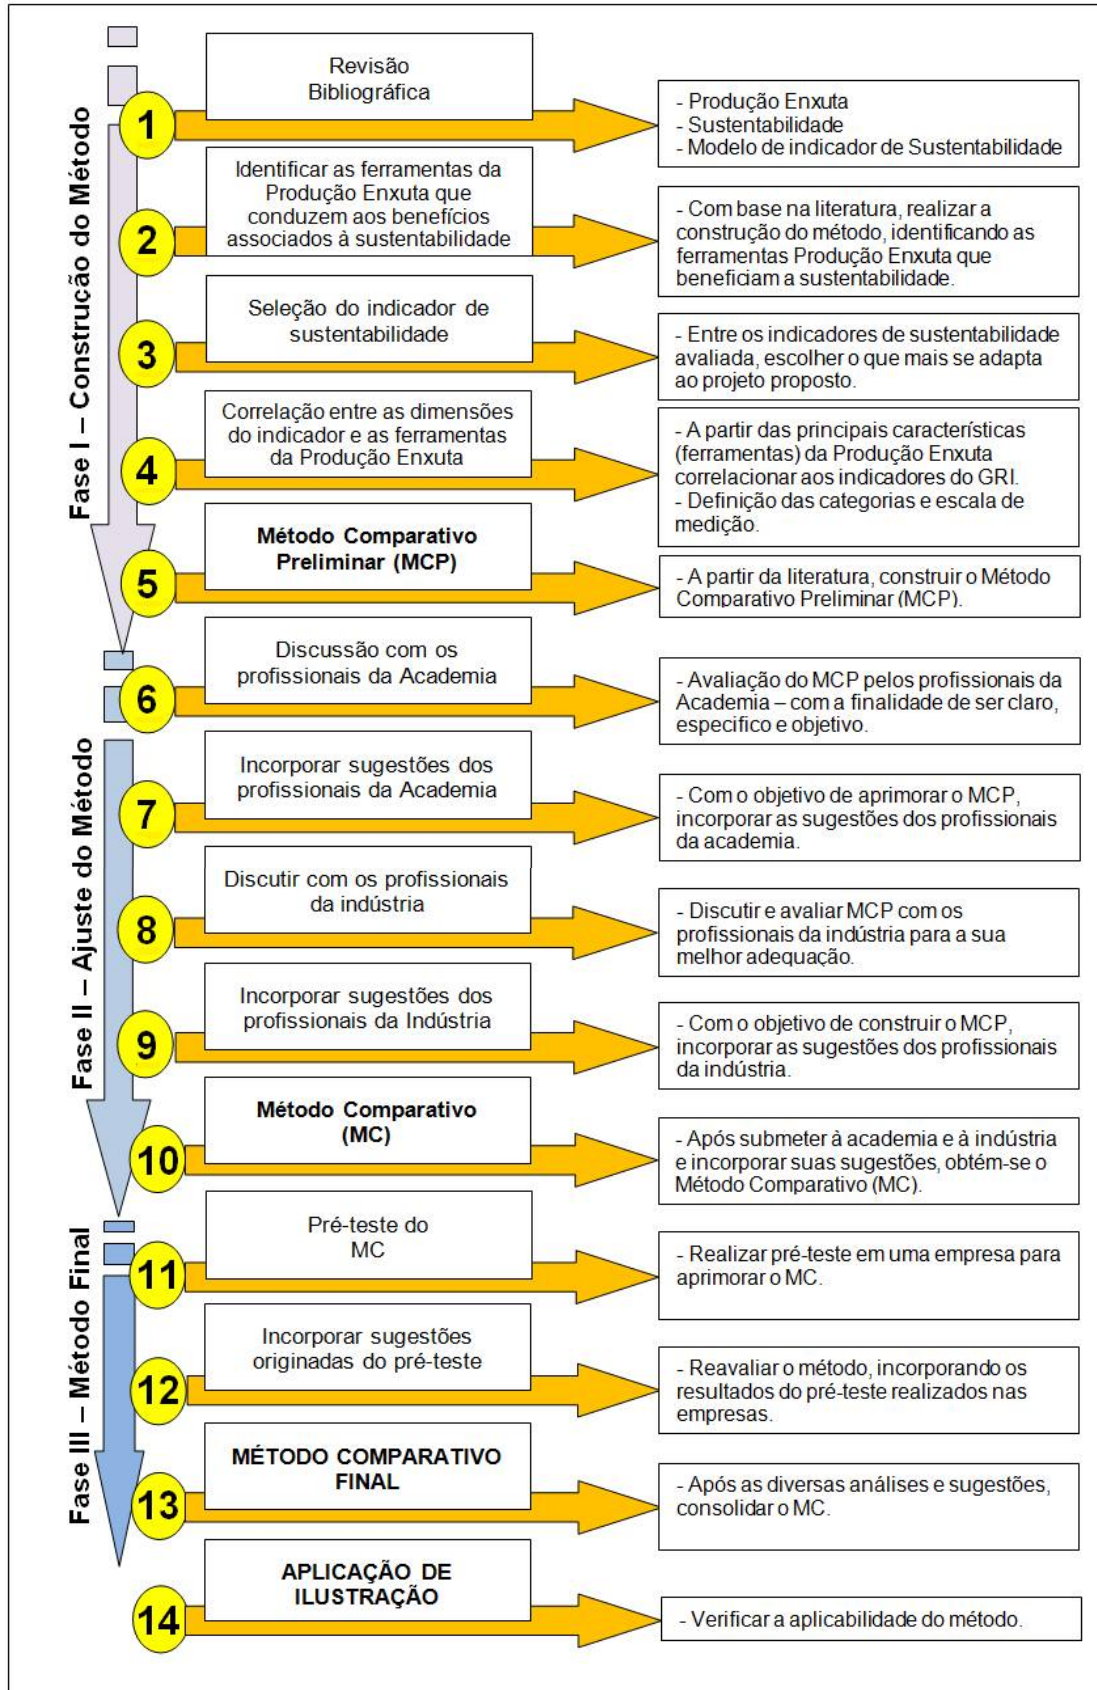 Fase I – Construção do Método
1
Revisão
Bibliográfica
- Produção Enxuta
- Sustentabilidade
- Modelo de indicador de Sustentabilidade
2
Identificar as ferramentas da
Produção Enxuta que
conduzem aos benefícios
associados à sustentabilidade
- Com base na literatura, realizar a
construção do método, identificando as
ferramentas Produção Enxuta que
beneficiam a sustentabilidade.
3
Seleção do indicador de
sustentabilidade
- Entre os indicadores de sustentabilidade
avaliada, escolher o que mais se adapta
ao projeto proposto.
4
Correlação entre as dimensões
do indicador e as ferramentas
da Produção Enxuta
- A partir das principais características
(ferramentas) da Produção Enxuta
correlacionar aos indicadores do GRI.
- Definição das categorias e escala de
medição.
5
Método Comparativo
Preliminar (MCP)
- A partir da literatura, construir o Método
Comparativo Preliminar (MCP).
Fase II – Ajuste do Método
6
Discussão com os
profissionais da Academia
- Avaliação do MCP pelos profissionais da
Academia – com a finalidade de ser claro,
especifico e objetivo.
7
Incorporar sugestões dos
profissionais da Academia
- Com o objetivo de aprimorar o MCP,
incorporar as sugestões dos profissionais
da academia.
8
Discutir com os profissionais
da indústria
- Discutir e avaliar MCP com os
profissionais da indústria para a sua
melhor adequação.
9
Incorporar sugestões dos
profissionais da Indústria
- Com o objetivo de construir o MCP,
incorporar as sugestões dos profissionais
da indústria.
10
Método Comparativo
(MC)
- Após submeter à academia e à indústria
e incorporar suas sugestões, obtém-se o
Método Comparativo (MC).
Fase III – Método Final
11
Pré-teste do
MC
- Realizar pré-teste em uma empresa para
aprimorar o MC.
12
Incorporar sugestões
originadas do pré-teste
- Reavaliar o método, incorporando os
resultados do pré-teste realizados nas
empresas.
13
MÉTODO COMPARATIVO
FINAL
- Após as diversas análises e sugestões,
consolidar o MC.
14
APLICAÇÃO DE
ILUSTRAÇÃO
- Verificar a aplicabilidade do método.